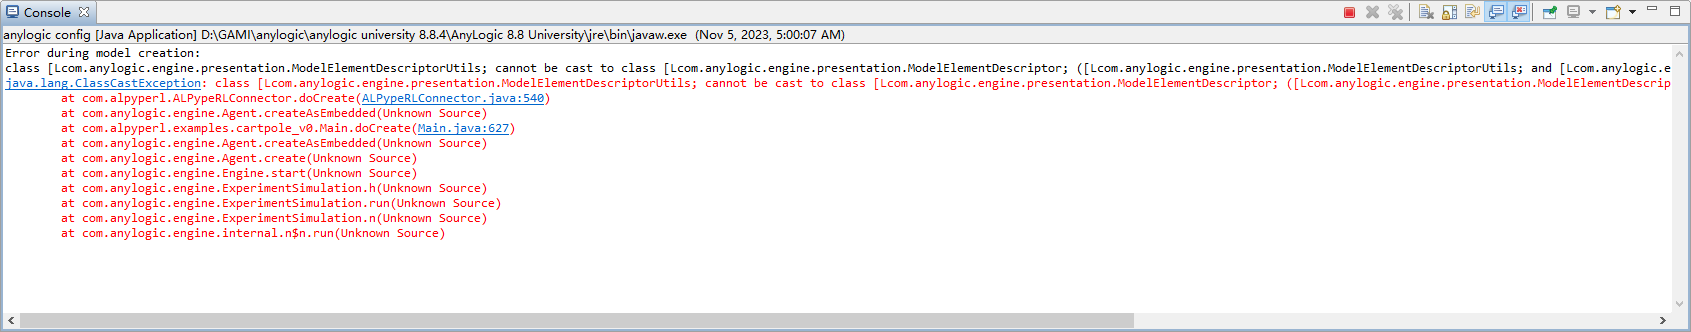 Console
anylogic config [Java Application] D:\GAMI\anylogic\anylogic university 8.8.4\AnyLogic 8.8 University\jre\bin\javaw.exe (Nov 5, 2023, 5:00:07 AM)
Error during model creation:
class [Lcom.anylogic.engine.presentation.ModelElementDescriptorUtils; cannot be cast to class [Lcom.anylogic.engine.presentation.ModelElementDescriptor; ([Lcom.anylogic.engine.presentation.ModelElementDescriptorUtils; and [Lcom.anylogic.e
java.lang.ClassCastException: class [Lcom.anylogic.engine.presentation.ModelElementDescriptorUtils; cannot be cast to class [Lcom.anylogic.engine.presentation.ModelElementDescriptor; ([Lcom.anylogic.engine.presentation.ModelElementDescrip
at com.alpyperl.ALPypeRLConnector.doCreate(ALPypeRLConnector.java:540)
at com.anylogic.engine.Agent.createAsEmbedded(Unknown Source)
at com.alpyperl.examples.cartpole_v0.Main.doCreate(Main.java:627)
at com.anylogic.engine.Agent.createAsEmbedded(Unknown Source)
at com.anylogic.engine.Agent.create(Unknown Source)
at com.anylogic.engine.Engine.start(Unknown Source)
at com.anylogic.engine.ExperimentSimulation.h(Unknown Source)
at com.anylogic.engine.ExperimentSimulation.run(Unknown Source)
at com.anylogic.engine.ExperimentSimulation.n(Unknown Source)
at com.anylogic.engine.internal.n$n.run(Unknown Source)